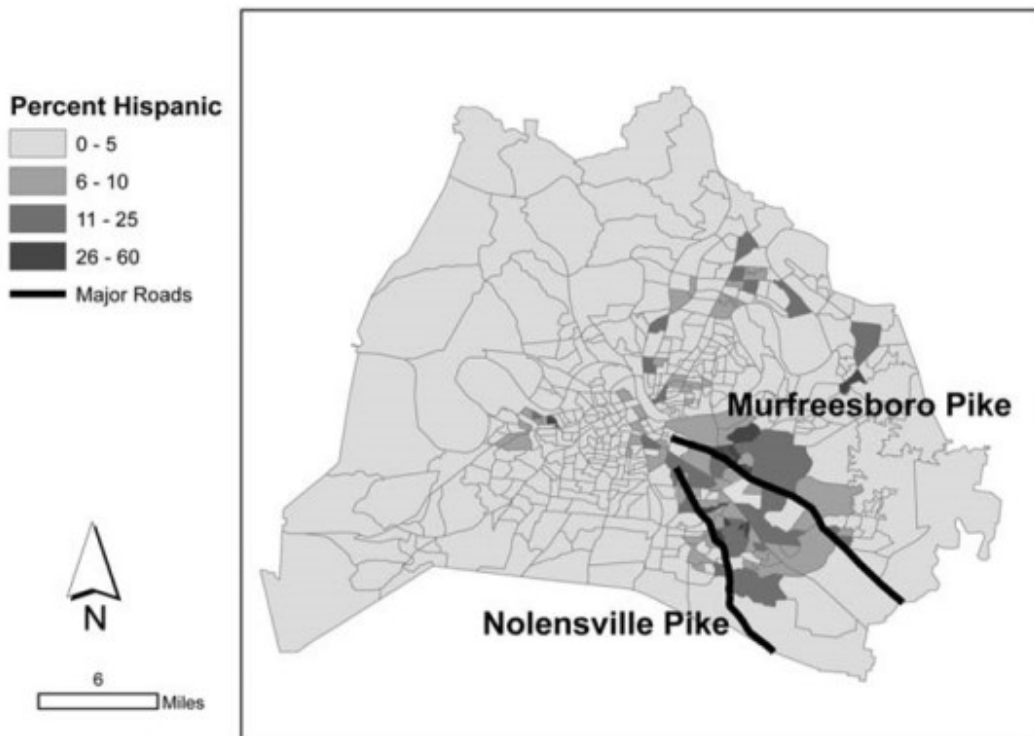 Percent Hispanic
0 - 5
6 - 10
11 - 25
26 - 60
Major Roads
Murfreesboro Pike
Nolensville Pike
N
6
Miles